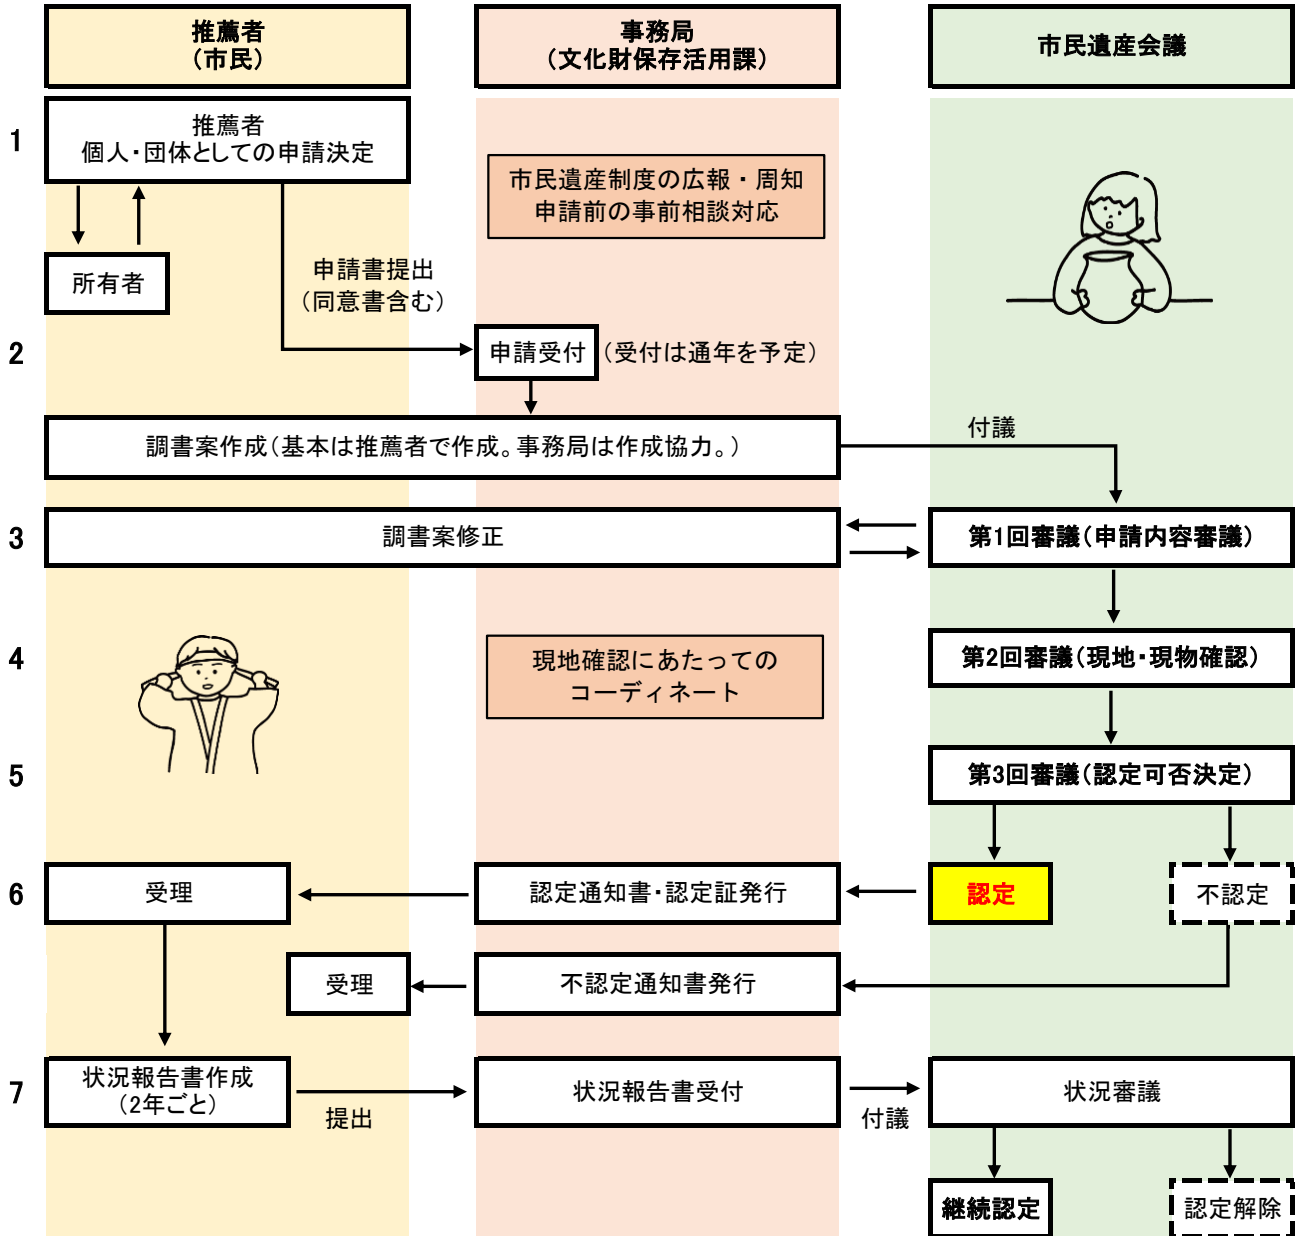 推薦者
（市民）
事務局
（文化財保存活用課）
市民遺産会議
1
推薦者
個人・団体としての申請決定
市民遺産制度の広報・周知
申請前の事前相談対応
所有者
申請書提出
（同意書含む）
2
申請受付
（受付は通年を予定）
調書案作成（基本は推薦者で作成。事務局は作成協力。）
付議
3
調書案修正
第1回審議（申請内容審議）
4
現地確認にあたっての
コーディネート
第2回審議（現地・現物確認）
5
第3回審議（認定可否決定）
6
受理
認定通知書・認定証発行
認定
不認定
受理
不認定通知書発行
7
状況報告書作成
（2年ごと）
提出
状況報告書受付
付議
状況審議
継続認定
認定解除